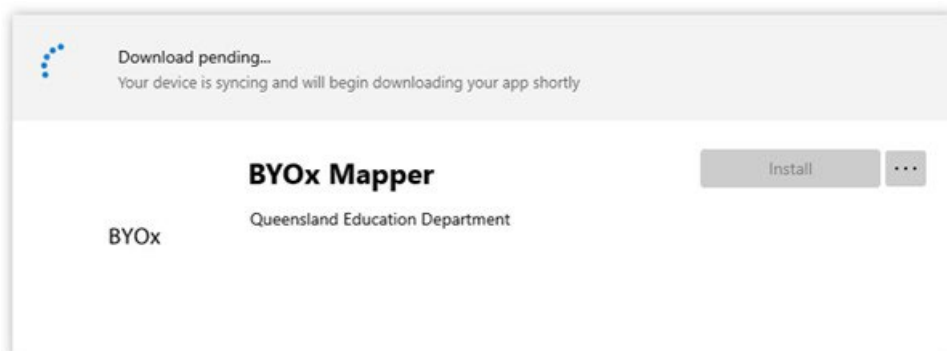 Download pending...
Your device is syncing and will begin downloading your app shortly
BYOx Mapper
Install
...
Queensland Education Department
BYOx